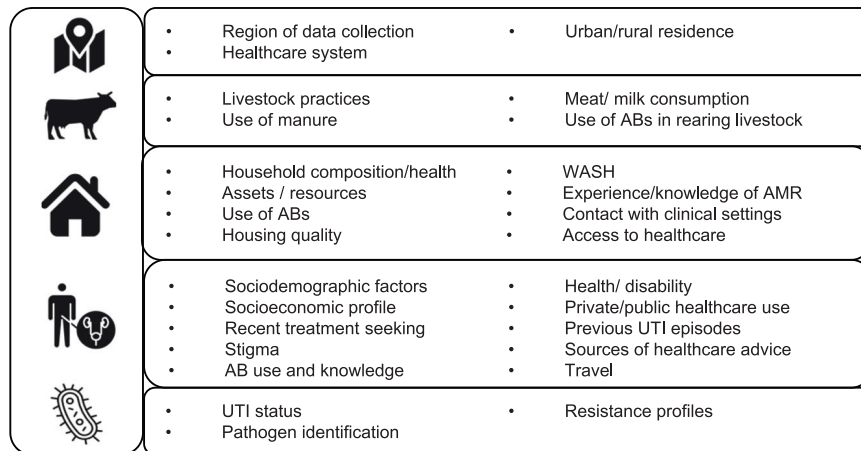 • Region of data collection • Urban/rural residence
• Healthcare system
• Livestock practices • Meat/ milk consumption
• Use of manure • Use of ABs in rearing livestock
• Household composition/health • WASH
• Assets / resources • Experience/knowledge of AMR
• Use of ABs • Contact with clinical settings
• Housing quality • Access to healthcare
• Sociodemographic factors • Health/ disability
• Socioeconomic profile • Private/public healthcare use
• Recent treatment seeking • Previous UTI episodes
• Stigma • Sources of healthcare advice
• AB use and knowledge • Travel
• UTI status • Resistance profiles
• Pathogen identification